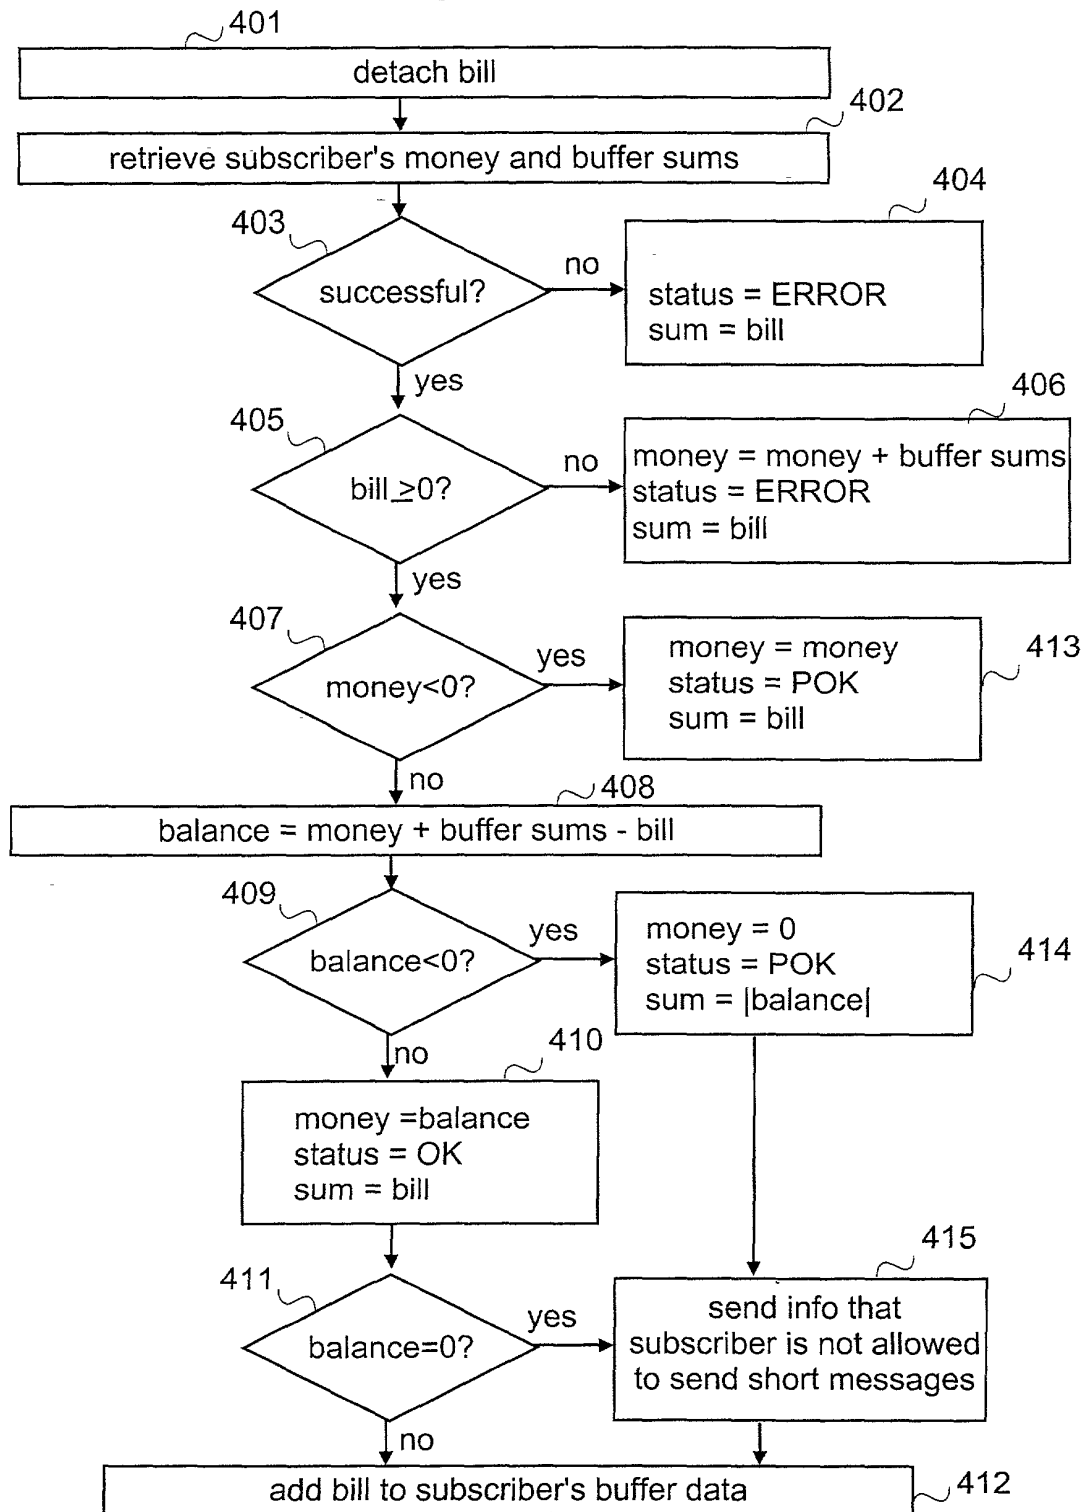 401
detach bill
402
retrieve subscriber's money and buffer sums
403
successful?
no
404
status = ERROR
sum = bill
yes
405
bill ≥0?
no
406
money = money + buffer sums
status = ERROR
sum = bill
yes
407
money<0?
yes
money = money
status = POK
sum = bill
413
no
408
balance = money + buffer sums - bill
409
balance<0?
yes
money = 0
status = POK
sum = |balance|
414
no
410
money =balance
status = OK
sum = bill
411
balance=0?
yes
415
send info that
subscriber is not allowed
to send short messages
no
add bill to subscriber's buffer data
412